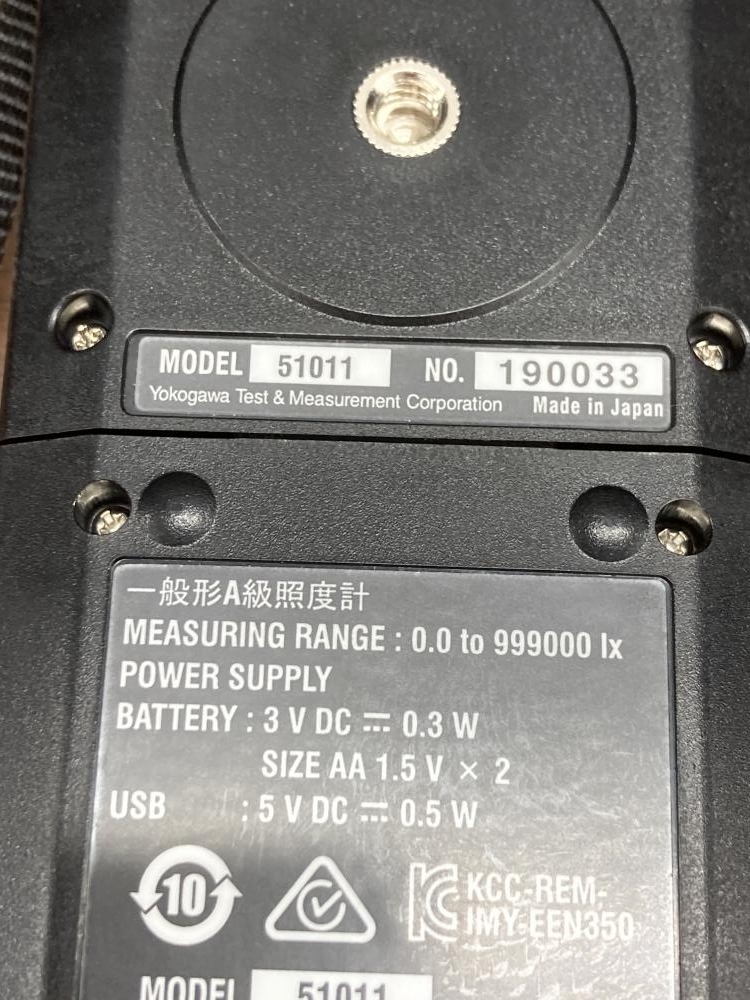 MODEL 51011 NO. 190033
Yokogawa Test & Measurement Corporation Made in Japan
一般形A級照度計
MEASURING RANGE : 0.0 to 999000 lx
POWER SUPPLY
BATTERY : 3 V DC ⎓ 0.3 W
SIZE AA 1.5 V × 2
USB : 5 V DC ⎓ 0.5 W
10
KCC-REM-
JMY-EEN350
MODEL 51011